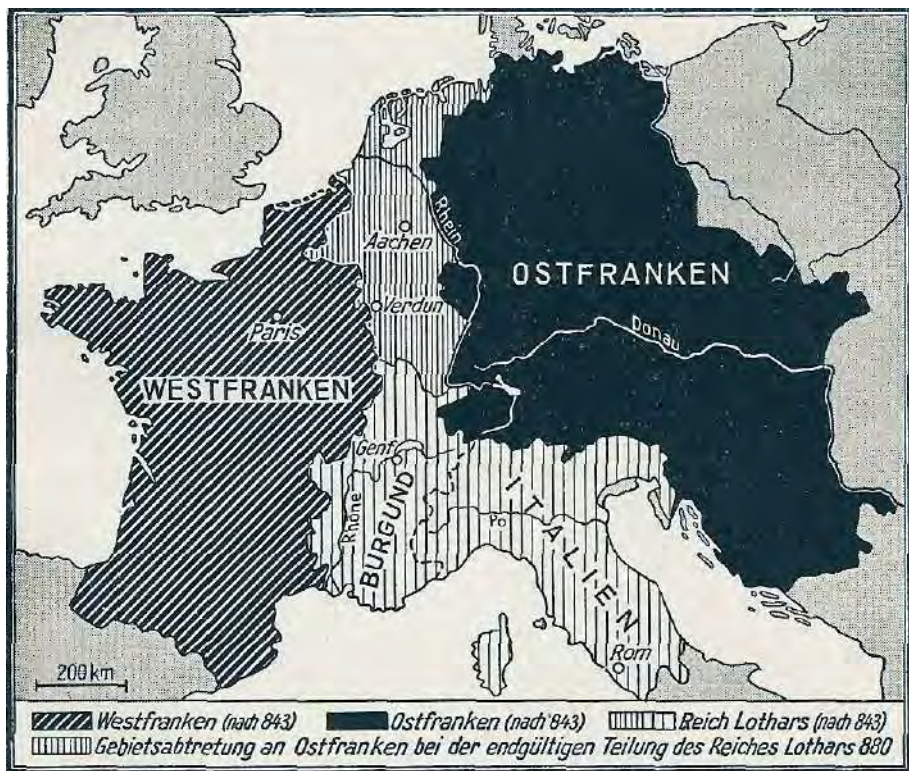 Aachen
Rhein
OSTFRANKEN
Verdun
Paris
Donau
WESTFRANKEN
Genf
Rhône
BURGUND
Po
ITALIEN
Rom
200 km
Westfranken (nach 843) Ostfranken (nach 843) Reich Lothars (nach 843)
Gebietsabtretung an Ostfranken bei der endgültigen Teilung des Reiches Lothars 880